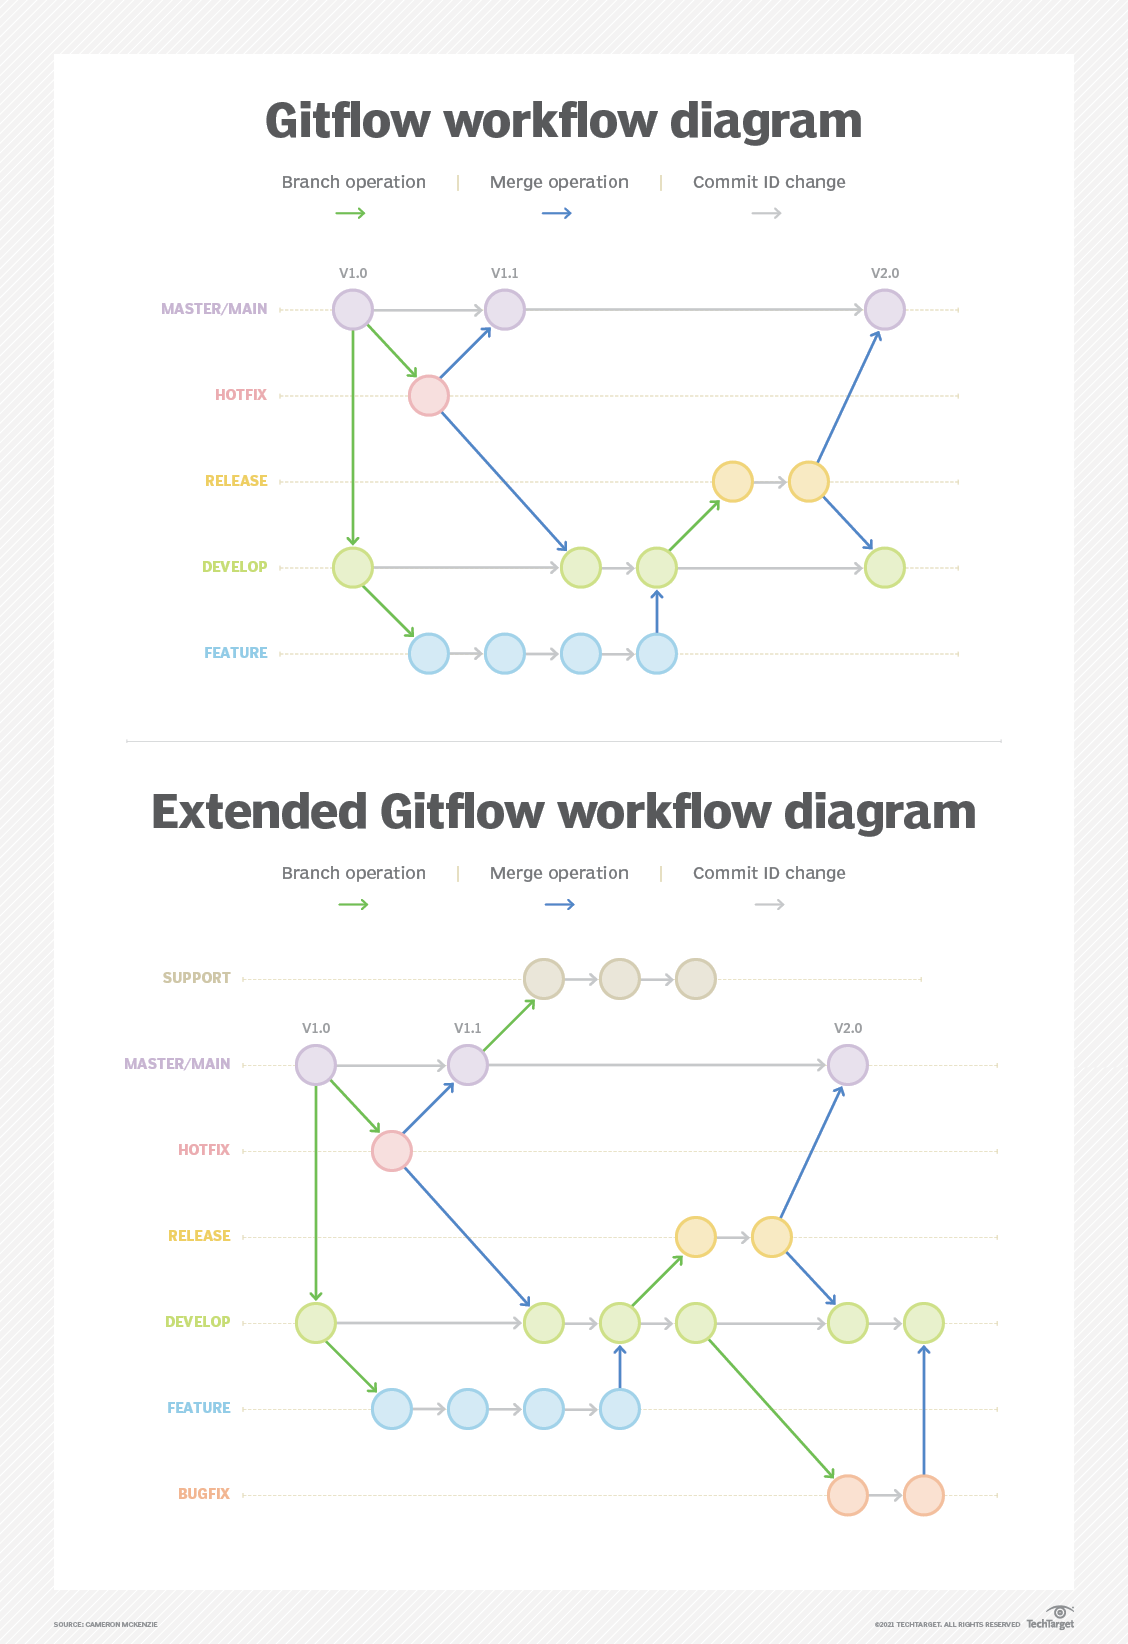 Gitflow workflow diagram
Branch operation | Merge operation | Commit ID change
V1.0 V1.1 V2.0
MASTER/MAIN
HOTFIX
RELEASE
DEVELOP
FEATURE
Extended Gitflow workflow diagram
Branch operation | Merge operation | Commit ID change
SUPPORT
V1.0 V1.1 V2.0
MASTER/MAIN
HOTFIX
RELEASE
DEVELOP
FEATURE
BUGFIX
SOURCE: CAMERON MCKENZIE
©2021 TECHTARGET. ALL RIGHTS RESERVED TechTarget